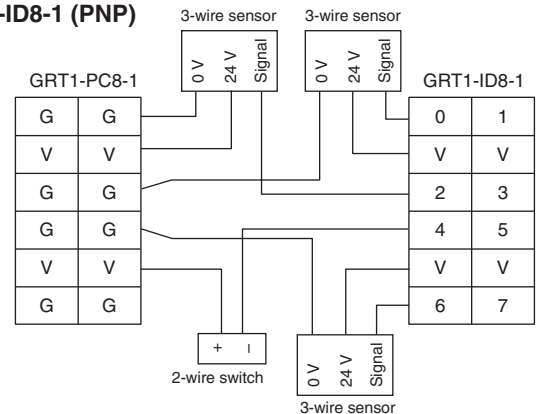 -ID8-1 (PNP)
3-wire sensor
3-wire sensor
0 V
24 V
Signal
0 V
24 V
Signal
GRT1-PC8-1
GRT1-ID8-1
G G
0 1
V V
V V
G G
2 3
G G
4 5
V V
V V
G G
6 7
+ –
2-wire switch
0 V
24 V
Signal
3-wire sensor